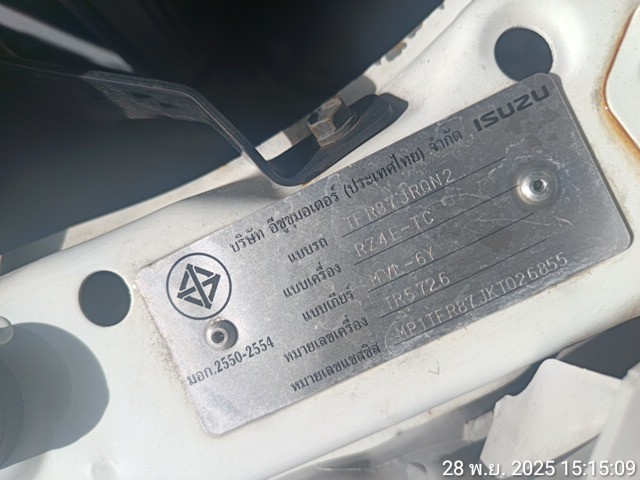 ISUZU
บริษัท อีซูซุมอเตอร์ (ประเทศไทย) จำกัด
แบบรถ TFR87JRQN2
แบบเครื่อง RZ4E-TC
แบบเกียร์ MVL-6Y
หมายเลขเครื่อง TR5726
หมายเลขแชสซีส MP1TFR87JKT026855
มอก.2550-2554
28 พ.ย. 2025 15:15:09